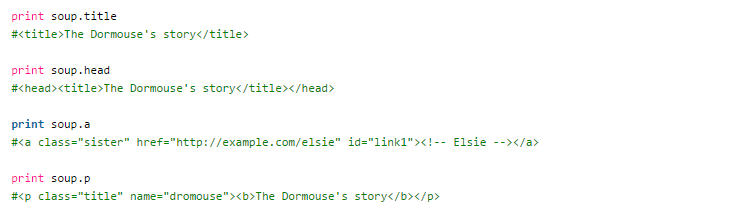 print soup.title
#<title>The Dormouse's story</title>
print soup.head
#<head><title>The Dormouse's story</title></head>
print soup.a
#<a class="sister" href="http://example.com/elsie" id="link1"><!-- Elsie --></a>
print soup.p
#<p class="title" name="dromouse"><b>The Dormouse's story</b></p>